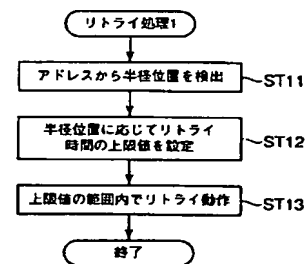 リトライ処理1
アドレスから半径位置を検出
ST11
半径位置に応じてリトライ
時間の上限値を設定
ST12
上限値の範囲内でリトライ動作
ST13
終了